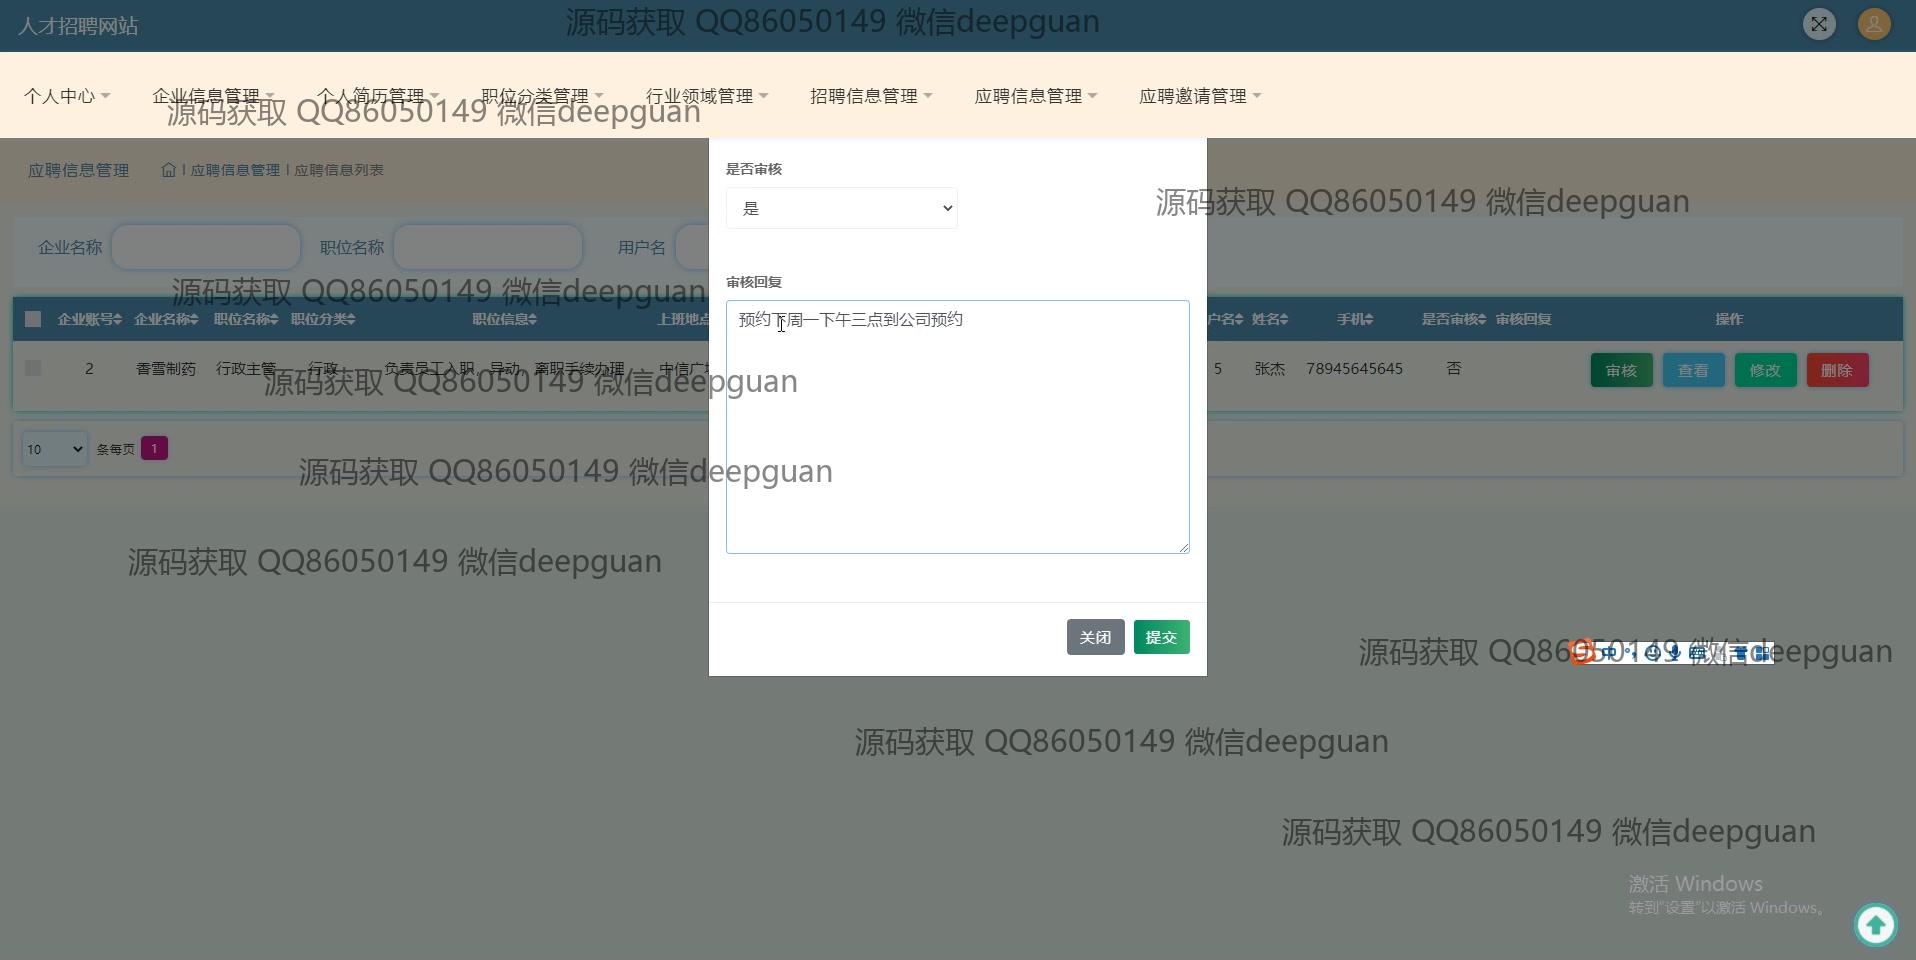 人才招聘网站
源码获取 QQ86050149 微信deepguan
个人中心 企业信息管理 个人简历管理 职位分类管理 行业领域管理 招聘信息管理 应聘信息管理 应聘邀请管理
源码获取 QQ86050149 微信deepguan
应聘信息管理 | 应聘信息管理 | 应聘信息列表
是否审核
是
源码获取 QQ86050149 微信deepguan
企业名称 职位名称 用户名
审核回复
源码获取 QQ86050149 微信deepguan
企业账号 企业名称 职位名称 职位分类 职位信息 上班地点 户名 姓名 手机 是否审核 审核回复 操作
预约下周一下午三点到公司预约
2 香雪制药 行政主管 行政 负责员工入职，异动，离职手续办理 中信广 5 张杰 78945645645 否 审核 查看 修改 删除
源码获取 QQ86050149 微信deepguan
10 条每页 1
源码获取 QQ86050149 微信deepguan
源码获取 QQ86050149 微信deepguan
关闭 提交
源码获取 QQ86050149 微信deepguan
中
源码获取 QQ86050149 微信deepguan
源码获取 QQ86050149 微信deepguan
激活 Windows
转到"设置"以激活 Windows。